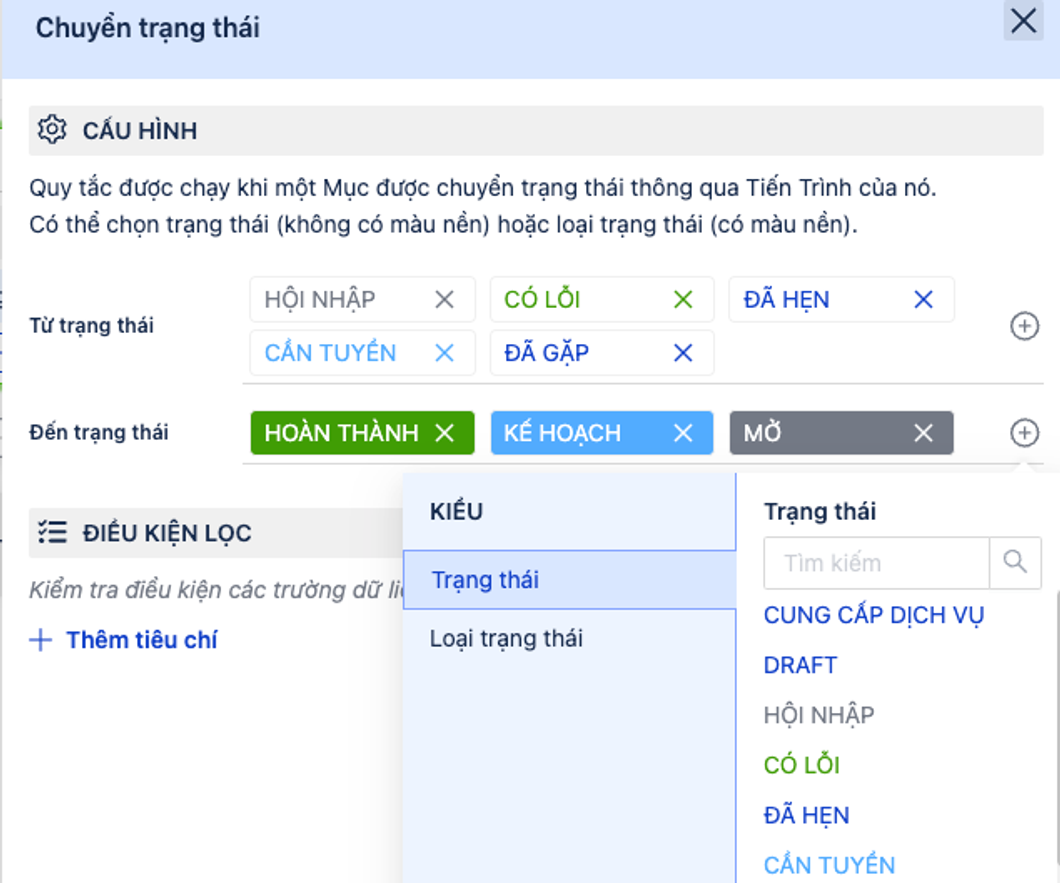 Chuyển trạng thái
CẤU HÌNH
Quy tắc được chạy khi một Mục được chuyển trạng thái thông qua Tiến Trình của nó.
Có thể chọn trạng thái (không có màu nền) hoặc loại trạng thái (có màu nền).
Từ trạng thái
HỘI NHẬP
CÓ LỖI
ĐÃ HẸN
CẦN TUYỂN
ĐÃ GẶP
Đến trạng thái
HOÀN THÀNH
KẾ HOẠCH
MỞ
ĐIỀU KIỆN LỌC
Kiểm tra điều kiện các trường dữ
Thêm tiêu chí
KIỂU
Trạng thái
Loại trạng thái
Trạng thái
Tìm kiếm
CUNG CẤP DỊCH VỤ
DRAFT
HỘI NHẬP
CÓ LỖI
ĐÃ HẸN
CẦN TUYỂN